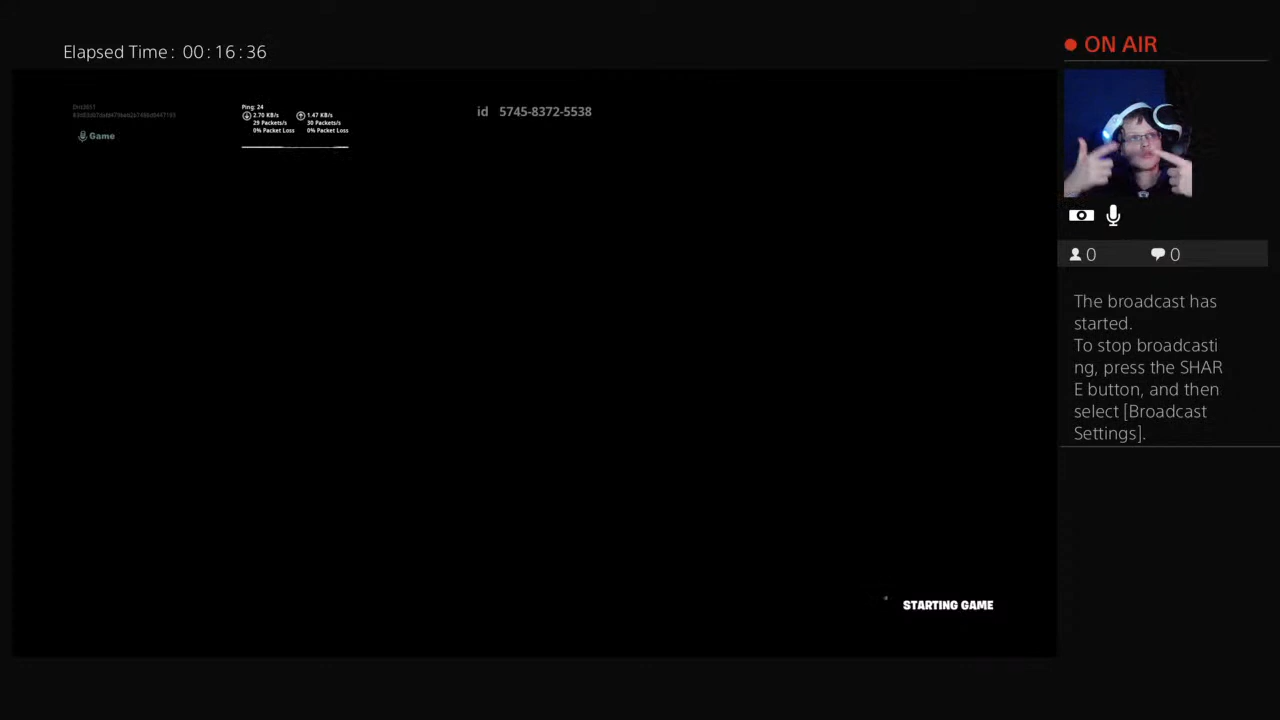 Elapsed Time: 00:16:36
ON AIR
Ping: 24
2.70 KB/s 1.47 KB/s
29 Packets/s 30 Packets/s
0% Packet Loss 0% Packet Loss
id 5745-8372-5538
Game
0 0
The broadcast has
started.
To stop broadcasti
ng, press the SHAR
E button, and then
select [Broadcast
Settings].
STARTING GAME